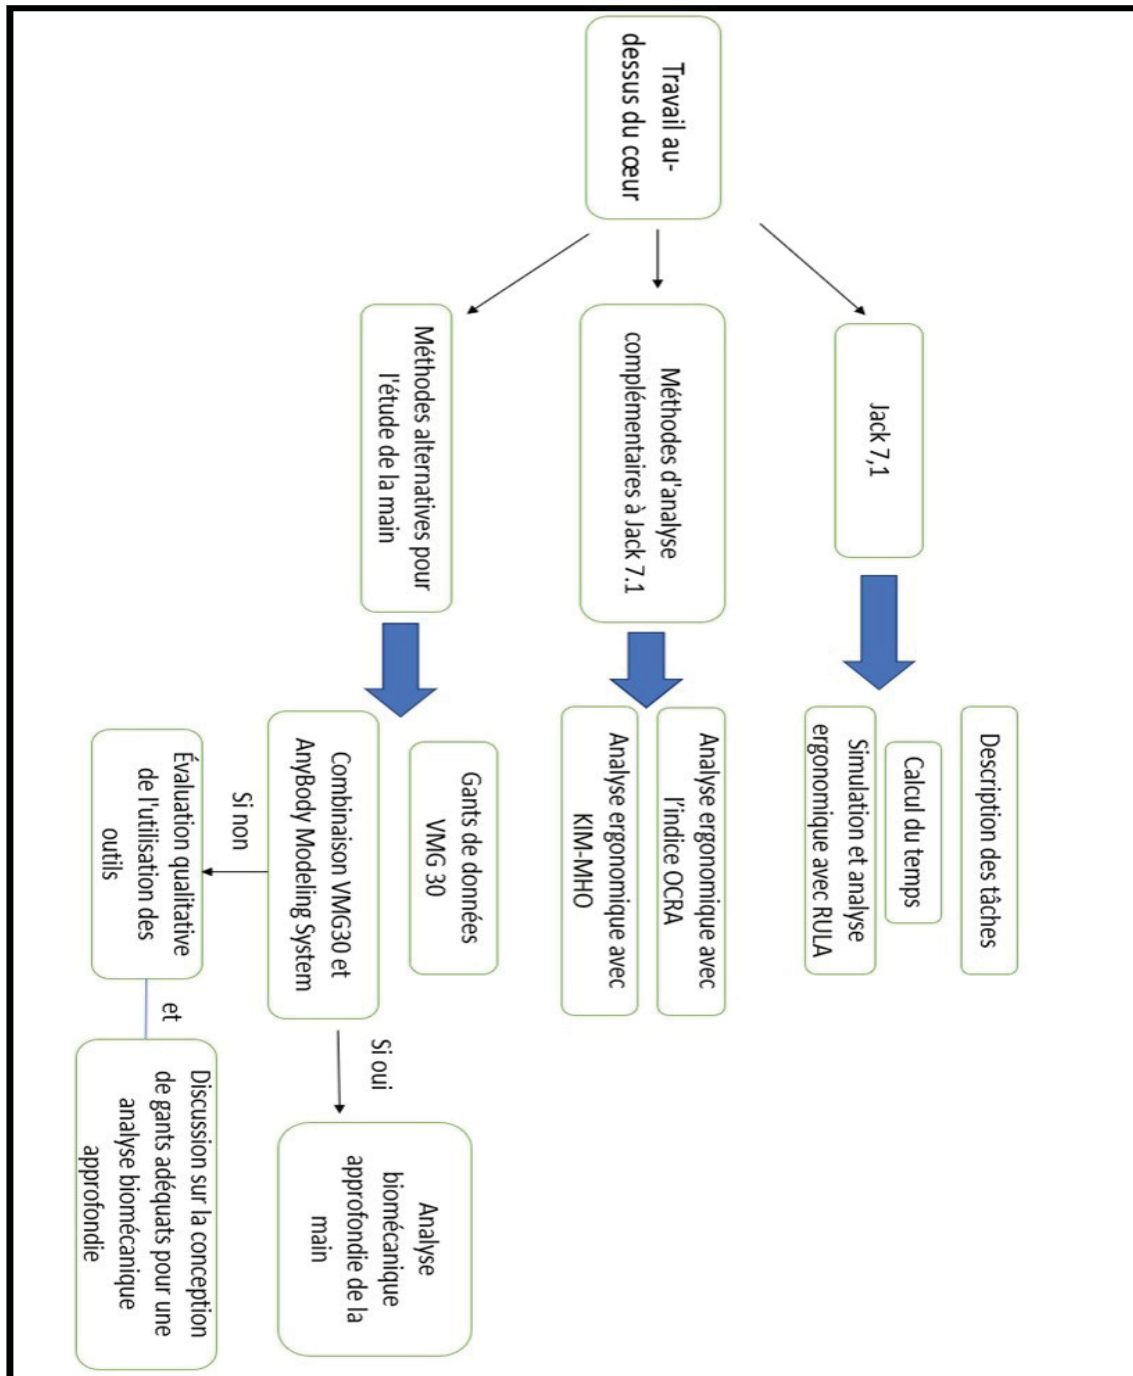 Travail au-
dessus du cœur
Jack 7,1
Description des tâches
Calcul du temps
Simulation et analyse
ergonomique avec RULA
Méthodes d'analyse
complémentaires à Jack 7.1
Analyse ergonomique avec
l'indice OCRA
Analyse ergonomique avec
KIM-MHO
Méthodes alternatives pour
l'étude de la main
Gants de données
VMG 30
Combinaison VMG30 et
AnyBody Modeling System
Si oui
Analyse
biomécanique
approfondie de la
main
Si non
Évaluation qualitative
de l'utilisation des
outils
et
Discussion sur la conception
de gants adéquats pour une
analyse biomécanique
approfondie